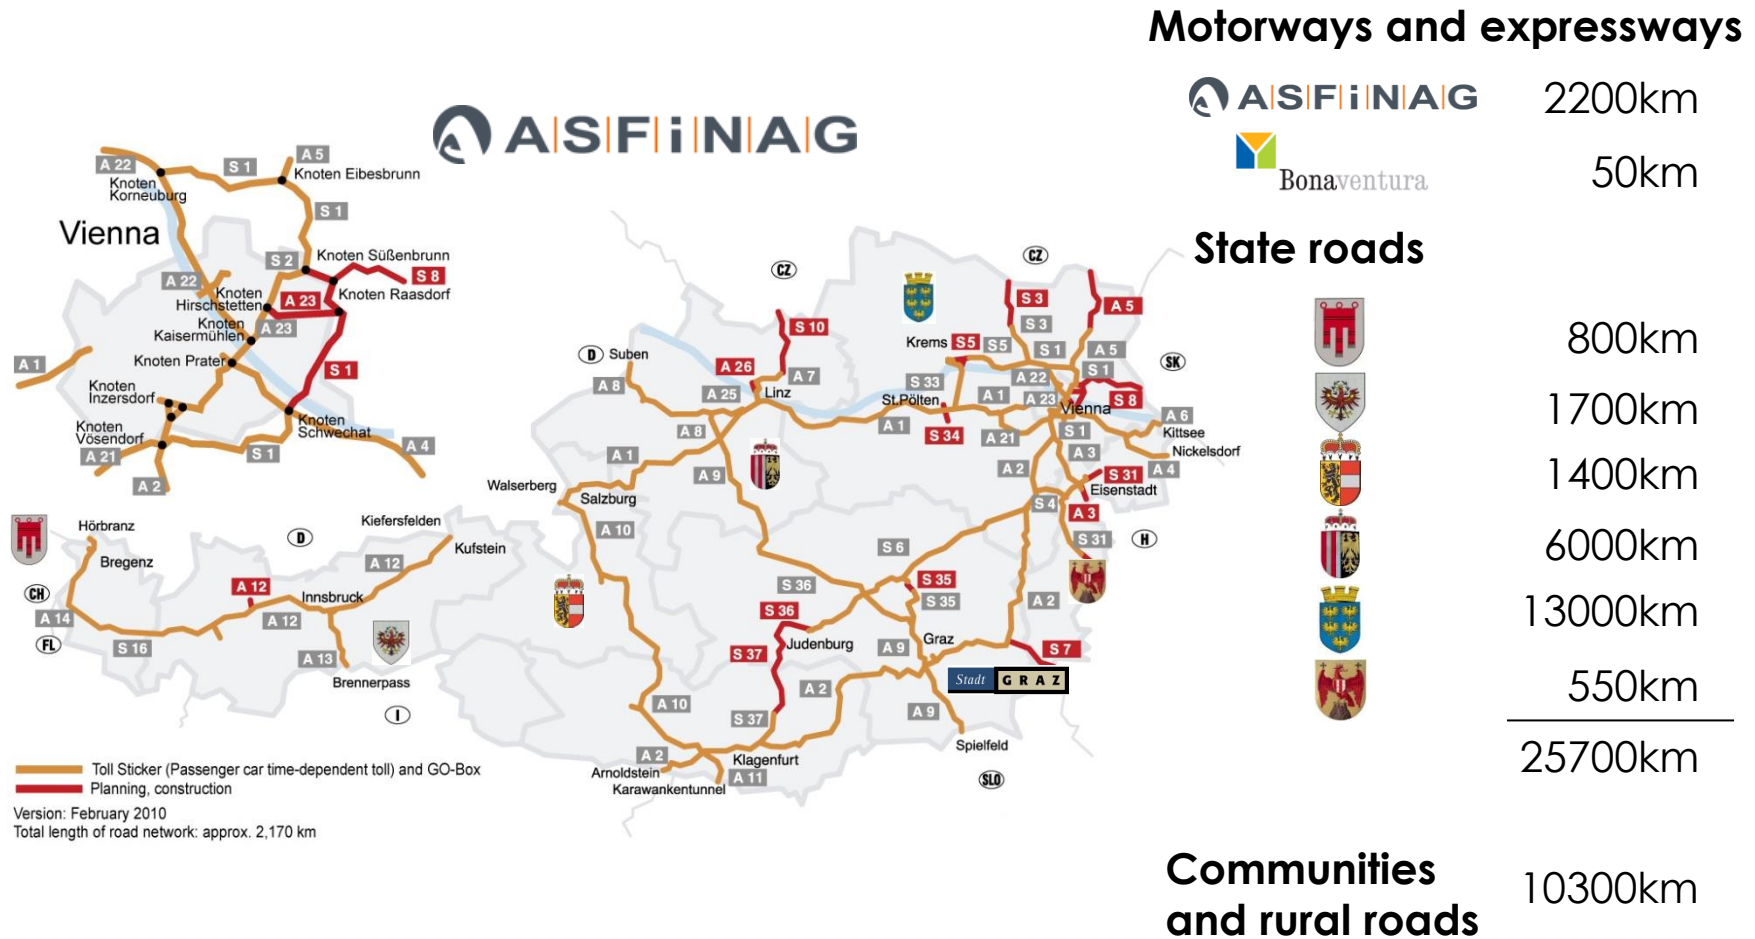 Motorways and expressways
A|S|F|i|N|A|G
A|S|F|i|N|A|G 2200km
Bonaventura 50km
State roads
800km
1700km
1400km
6000km
13000km
550km
25700km
Communities
and rural roads
10300km
A 22
S 1
A 5
Knoten Eibesbrunn
Knoten
Korneuburg
S 1
Vienna
Knoten Süßenbrunn
S 2
S 8
A 22
Knoten Raasdorf
Knoten
Hirschstetten
A 23
Knoten
Kaisermühlen
A 23
Knoten Prater
A 1
S 1
Knoten
Inzersdorf
Knoten
Schwechat
Knoten
Vösendorf
A 21
S 1
A 4
A 2
CZ
CZ
S 3
A 5
S 10
S 3
Krems
S 5
S5
S 1
A 5
D
Suben
A 26
A 7
SK
S 1
A 8
A 25
Linz
S 33
A 22
St.Pölten
A 1
A 23
Vienna
S 8
A 6
Kittsee
A 8
A 1
S 34
A 21
S 1
Nickelsdorf
A 1
A 3
A 9
A 2
S 31
A 4
Walserberg
Salzburg
Eisenstadt
S 4
A 3
A 10
S 31
H
Hörbranz
Kiefersfelden
D
S 6
Kufstein
Bregenz
A 12
CH
A 12
Innsbruck
S 36
S 35
S 35
A 2
A 14
A 12
S 36
FL
S 16
Judenburg
Graz
A 13
S 37
A 9
S 7
Brennerpass
Stadt GRAZ
A 2
I
A 10
S 37
A 9
Spielfeld
A 2
Klagenfurt
Arnoldstein
A 11
Karawankentunnel
SLO
Toll Sticker (Passenger car time-dependent toll) and GO-Box
Planning, construction
Version: February 2010
Total length of road network: approx. 2,170 km